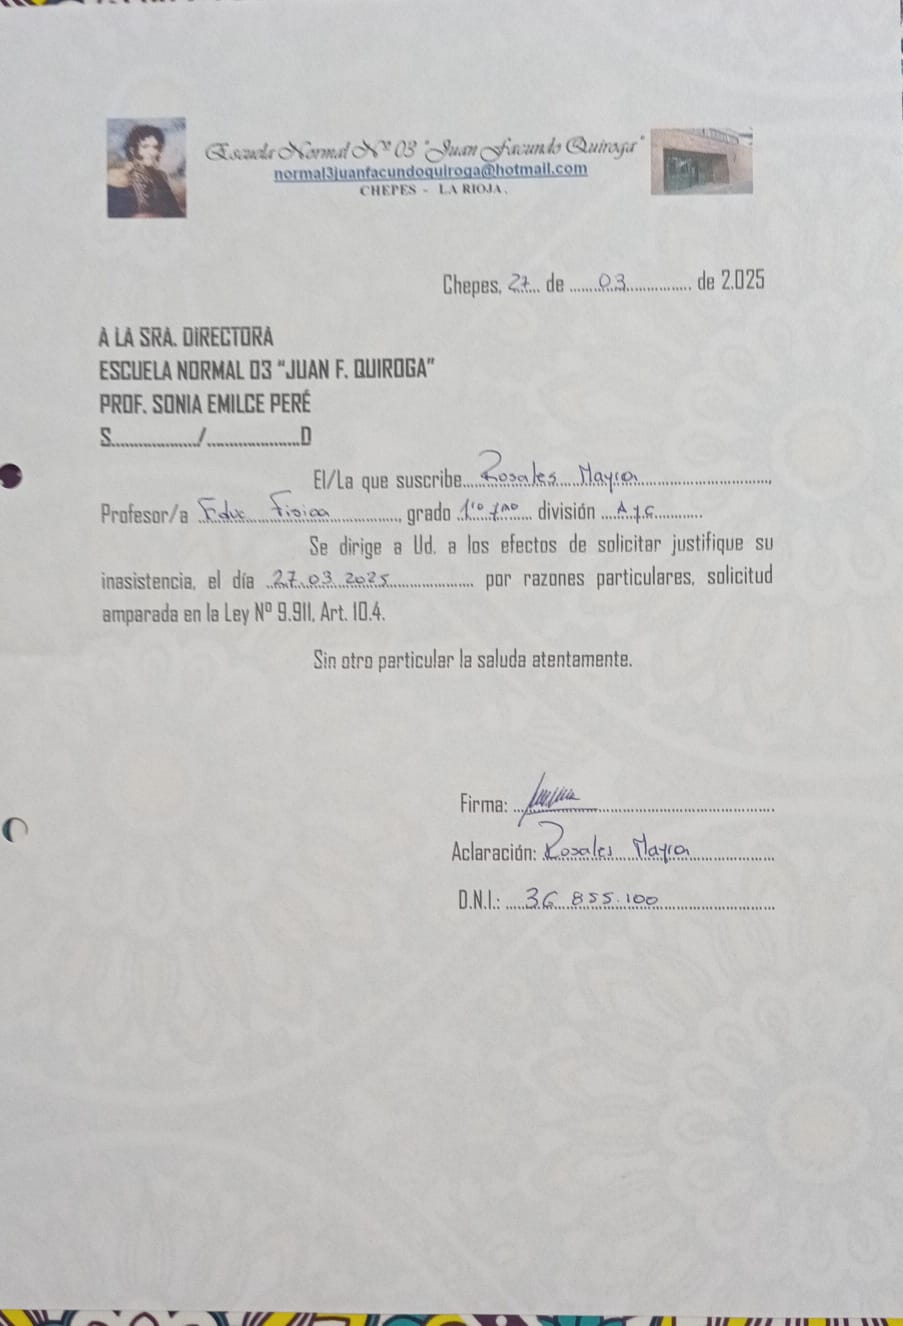 Escuela Normal Nº 03 "Juan Facundo Quiroga"
normal3juanfacundoquiroga@hotmail.com
CHEPES - LA RIOJA.
Chepes, 27... de ......03............. de 2.025
A LA SRA. DIRECTORA
ESCUELA NORMAL 03 "JUAN F. QUIROGA"
PROF. SONIA EMILCE PERÉ
S................../...................D
El/La que suscribe.... Rosales Mayra............................,
Profesor/a Educ Física..............., grado 1ro división .... A y C..........
Se dirige a Ud. a los efectos de solicitar justifique su
inasistencia, el día ..27.03.2025................. por razones particulares, solicitud
amparada en la Ley Nº 9.911, Art. 10.4.
Sin otro particular la saluda atentamente.
Firma: ..............................
Aclaración: Rosales Mayra..................
D.N.I.: ....36.855.100........................